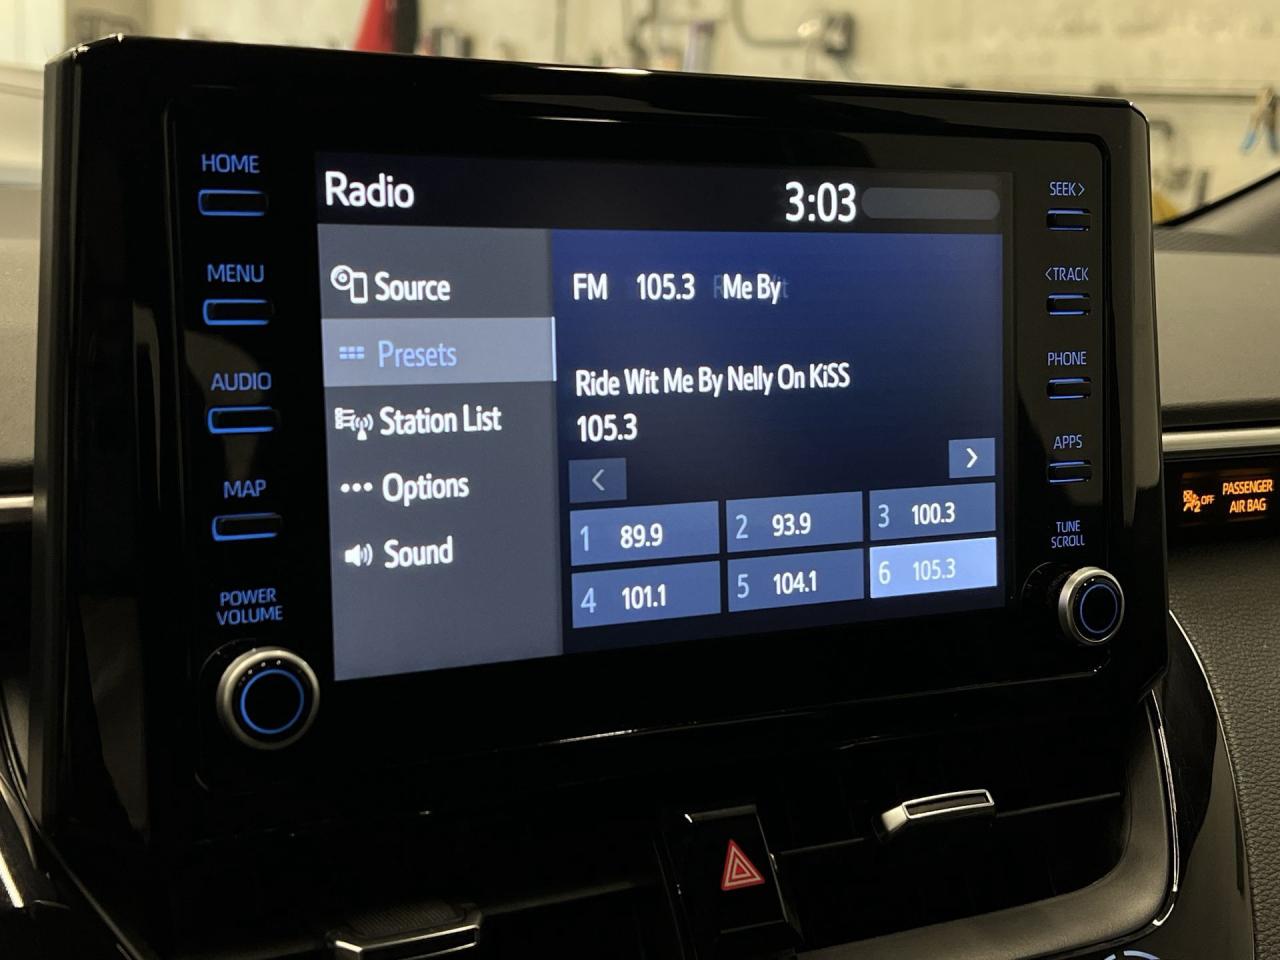 HOME
MENU
AUDIO
MAP
POWER
VOLUME
Radio
3:03
Source
Presets
Station List
Options
Sound
FM 105.3 Me By
Ride Wit Me By Nelly On KiSS
105.3
<
>
1 89.9
2 93.9
3 100.3
4 101.1
5 104.1
6 105.3
SEEK>
<TRACK
PHONE
APPS
TUNE
SCROLL
2 OFF
PASSENGER
AIR BAG